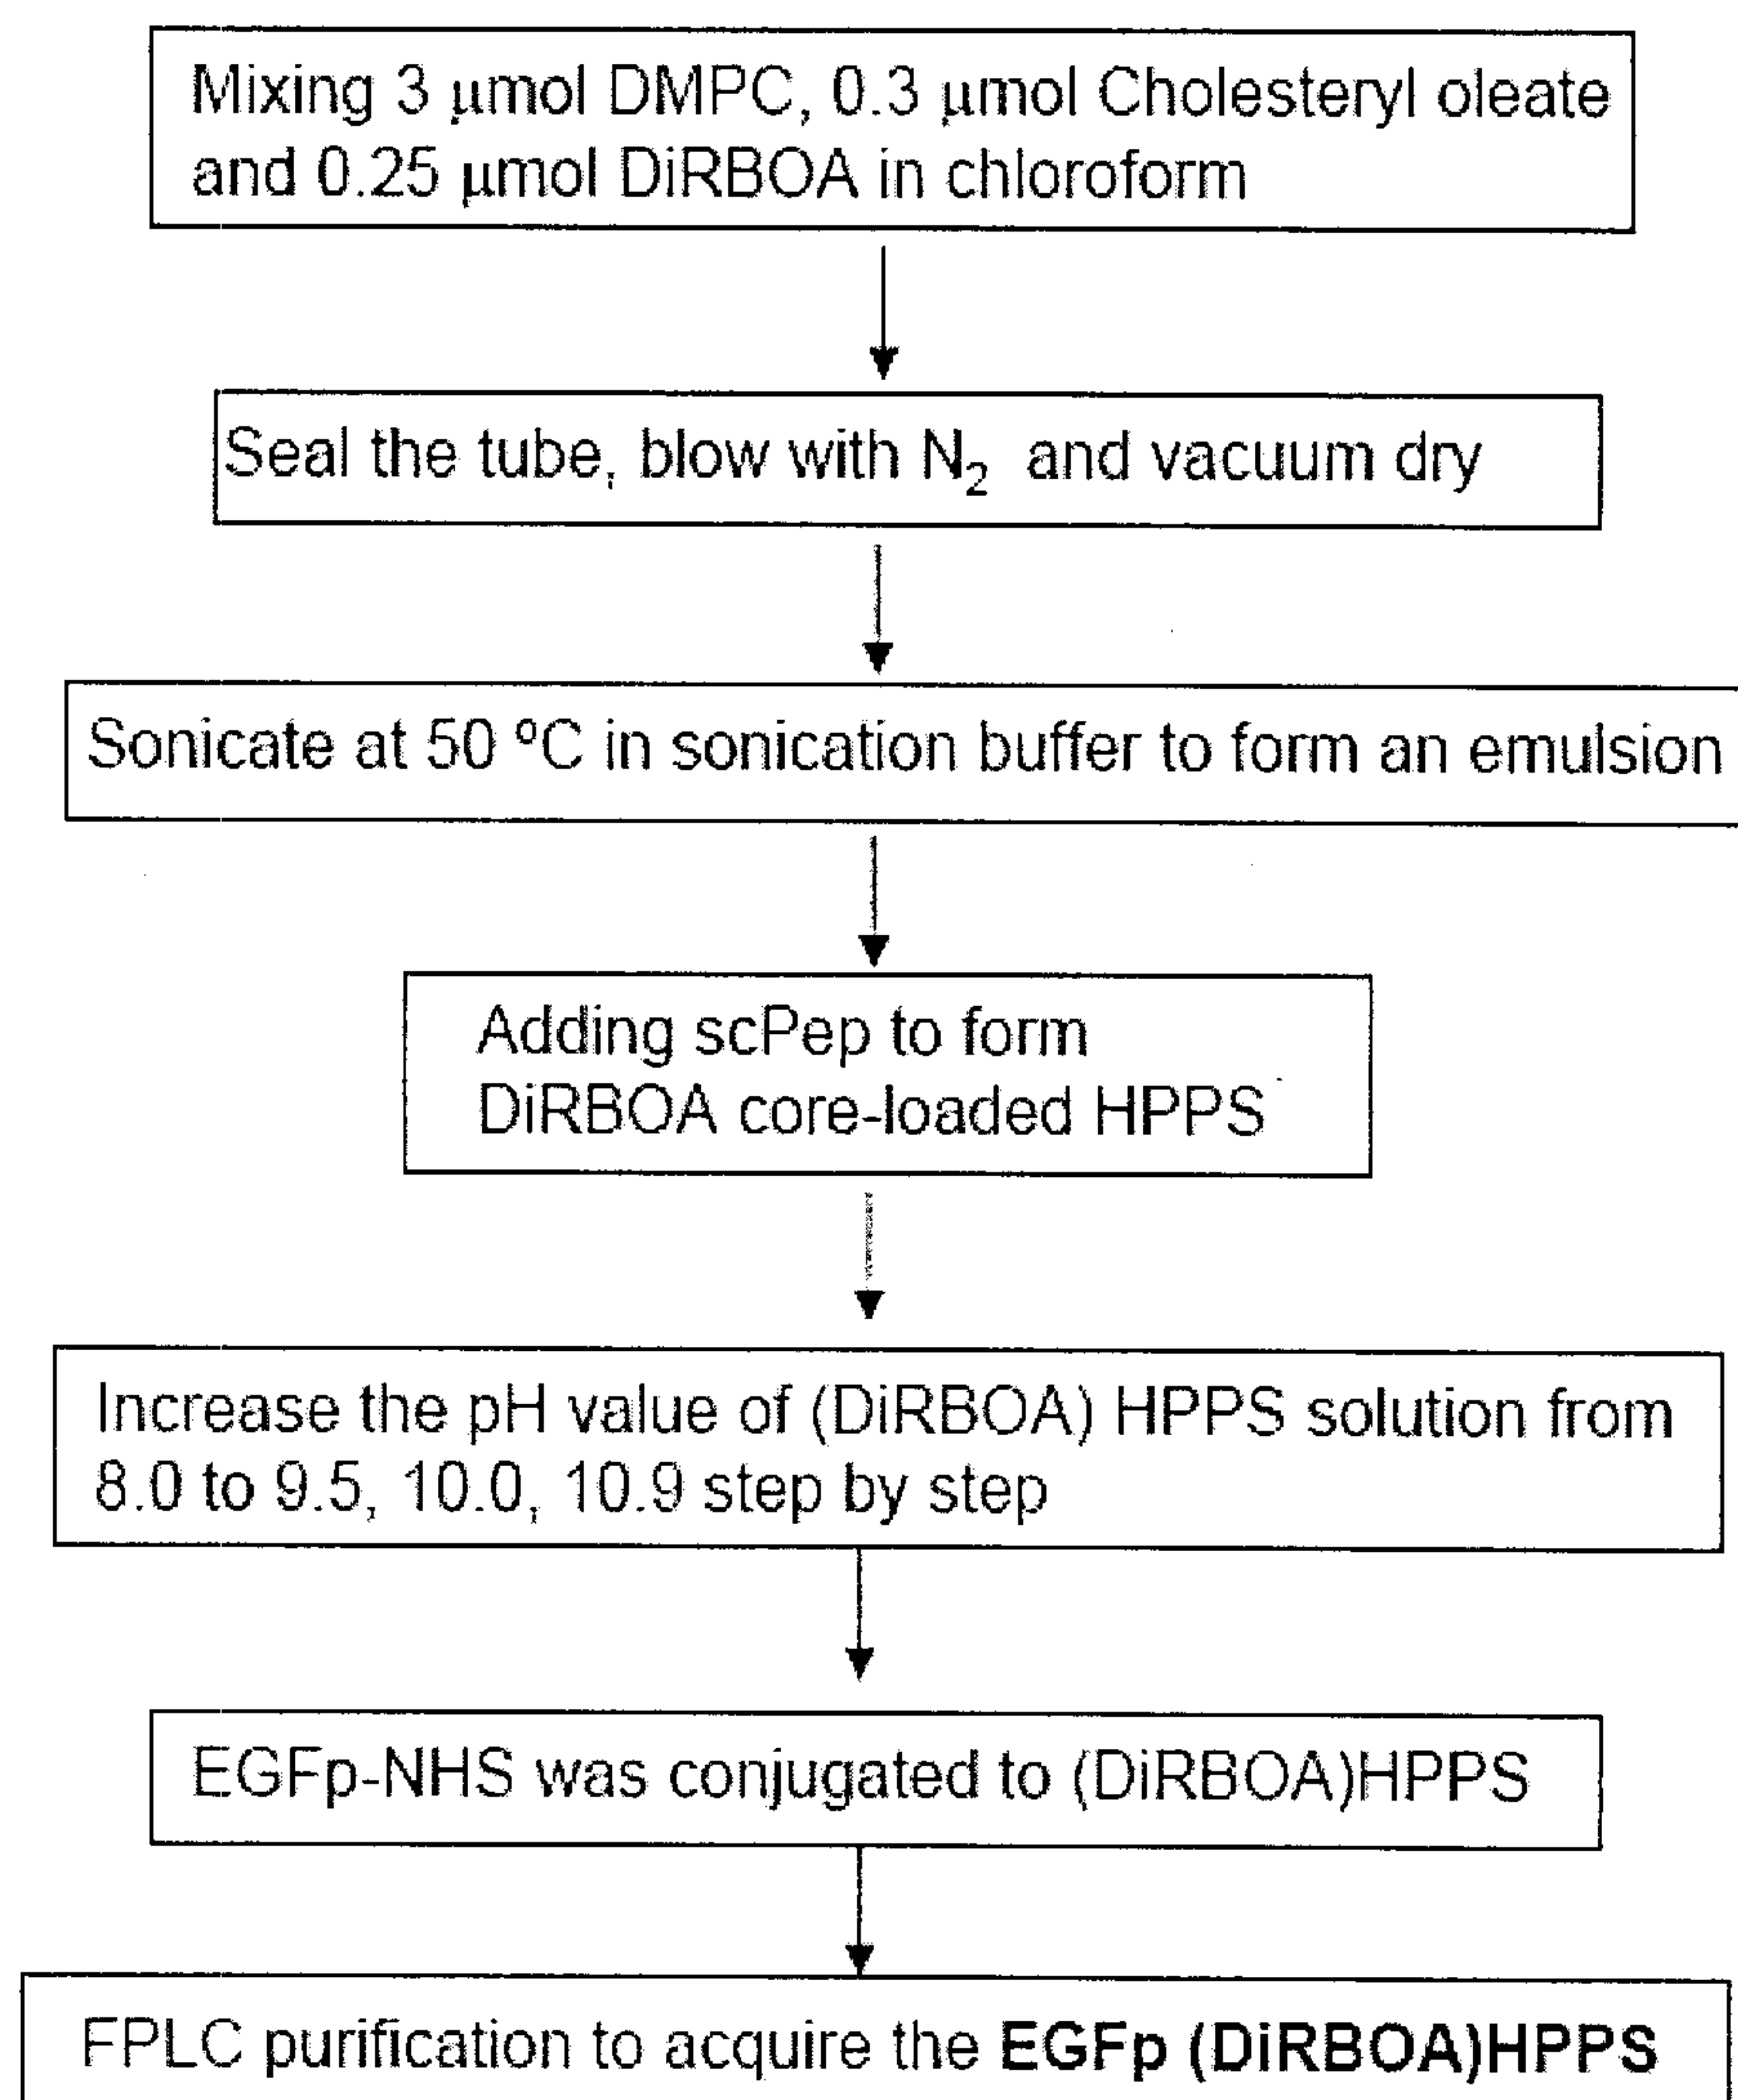 Mixing 3 µmol DMPC, 0.3 µmol Cholesteryl oleate
and 0.25 µmol DiRBOA in chloroform
Seal the tube, blow with N₂ and vacuum dry
Sonicate at 50 ºC in sonication buffer to form an emulsion
Adding scPep to form
DiRBOA core-loaded HPPS
Increase the pH value of (DiRBOA) HPPS solution from
8.0 to 9.5, 10.0, 10.9 step by step
EGFp-NHS was conjugated to (DiRBOA)HPPS
FPLC purification to acquire the EGFp (DiRBOA)HPPS